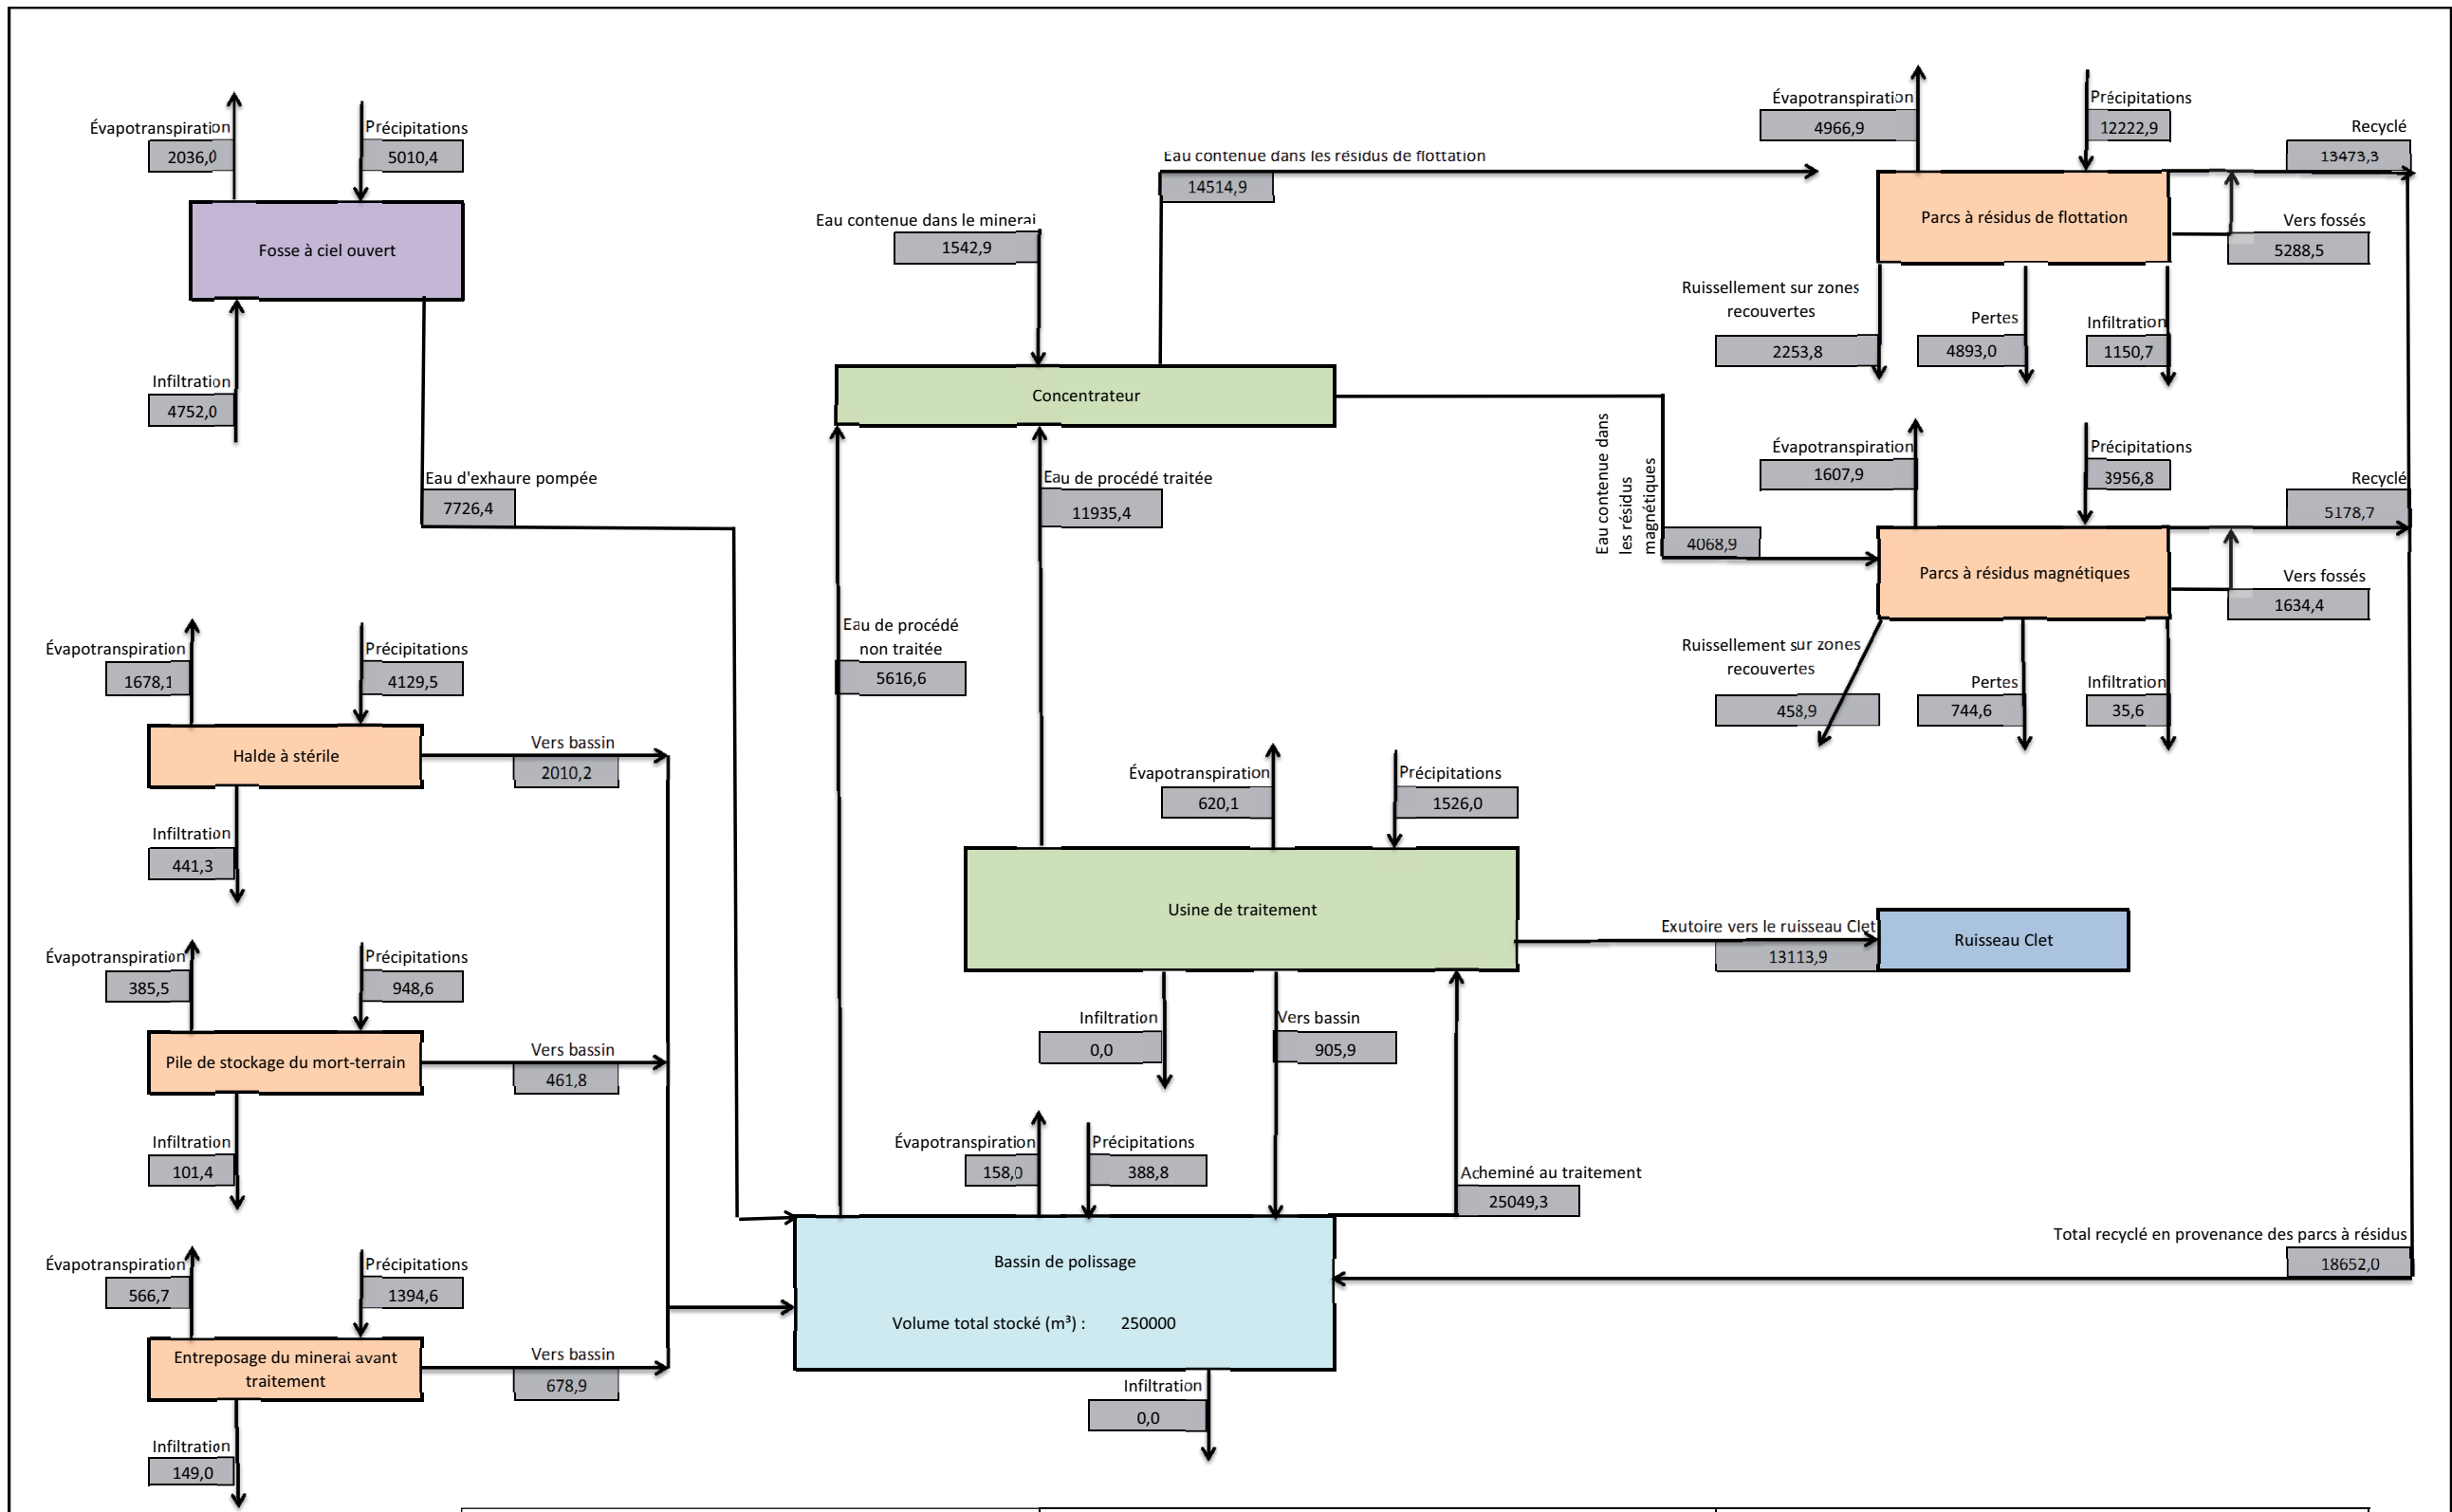 Évapotranspiration
2036,0
Précipitations
5010,4
Fosse à ciel ouvert
Infiltration
4752,0
Eau d'exhaure pompée
7726,4
Évapotranspiration
1678,1
Précipitations
4129,5
Halde à stérile
Vers bassin
2010,2
Infiltration
441,3
Évapotranspiration
385,5
Précipitations
948,6
Pile de stockage du mort-terrain
Vers bassin
461,8
Infiltration
101,4
Évapotranspiration
566,7
Précipitations
1394,6
Entreposage du minerai avant
traitement
Vers bassin
678,9
Infiltration
149,0
Eau contenue dans les résidus de flottation
14514,9
Eau contenue dans le minerai
1542,9
Concentrateur
Eau de procédé traitée
11935,4
Eau de procédé
non traitée
5616,6
Eau contenue dans
les résidus
magnétiques
4068,9
Évapotranspiration
620,1
Précipitations
1526,0
Usine de traitement
Exutoire vers le ruisseau Clet
13113,9
Ruisseau Clet
Infiltration
0,0
Vers bassin
905,9
Évapotranspiration
158,0
Précipitations
388,8
Acheminé au traitement
25049,3
Bassin de polissage
Volume total stocké (m³) : 250000
Infiltration
0,0
Évapotranspiration
4966,9
Précipitations
12222,9
Recyclé
13473,3
Parcs à résidus de flottation
Vers fossés
5288,5
Ruissellement sur zones
recouvertes
2253,8
Pertes
4893,0
Infiltration
1150,7
Évapotranspiration
1607,9
Précipitations
3956,8
Recyclé
5178,7
Parcs à résidus magnétiques
Vers fossés
1634,4
Ruissellement sur zones
recouvertes
458,9
Pertes
744,6
Infiltration
35,6
Total recyclé en provenance des parcs à résidus
18652,0